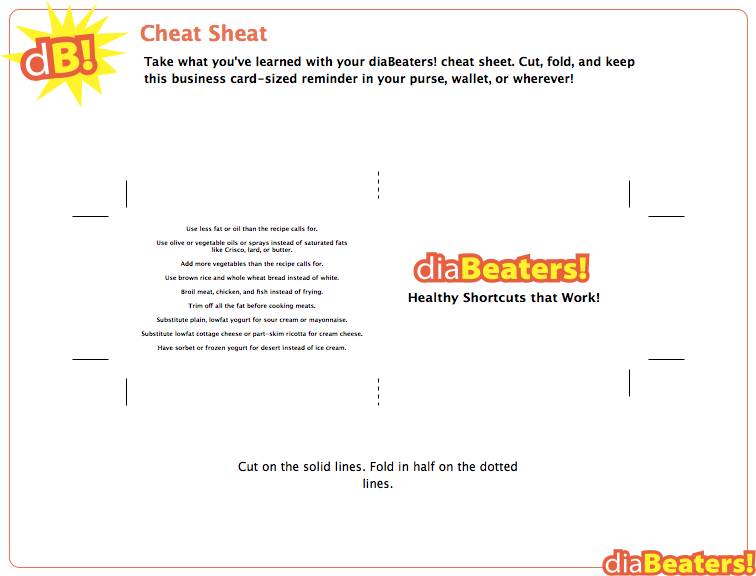 dB!
Cheat Sheat
Take what you've learned with your diaBeaters! cheat sheet. Cut, fold, and keep
this business card-sized reminder in your purse, wallet, or wherever!
Use less fat or oil than the recipe calls for.
Use olive or vegetable oils or sprays instead of saturated fats
like Crisco, lard, or butter.
Add more vegetables than the recipe calls for.
Use brown rice and whole wheat bread instead of white.
Broil meat, chicken, and fish instead of frying.
Trim off all the fat before cooking meats.
Substitute plain, lowfat yogurt for sour cream or mayonnaise.
Substitute lowfat cottage cheese or part-skim ricotta for cream cheese.
Have sorbet or frozen yogurt for desert instead of ice cream.
diaBeaters!
Healthy Shortcuts that Work!
Cut on the solid lines. Fold in half on the dotted
lines.
diaBeaters!